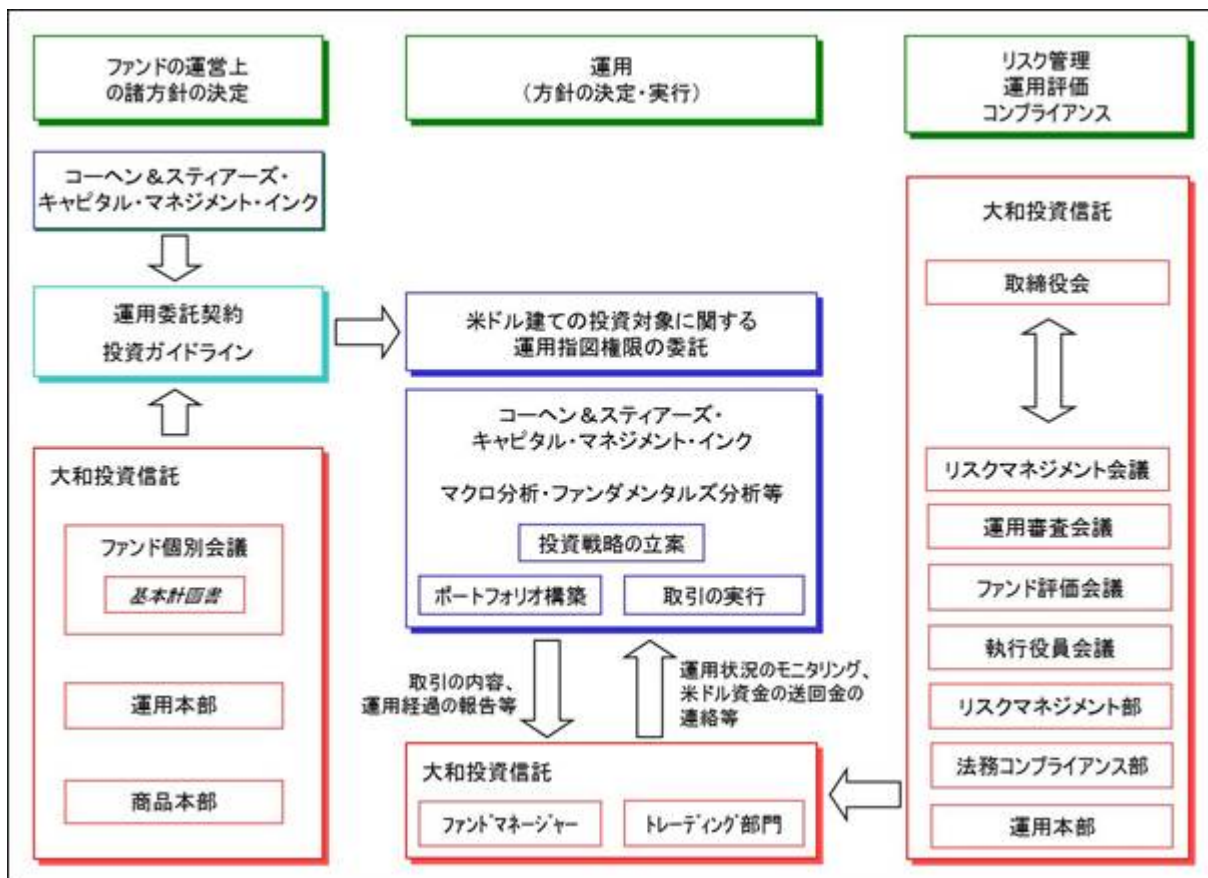 ファンドの運営上
の諸方針の決定
コーヘン＆スティアーズ・
キャピタル・マネジメント・インク
運用委託契約
投資ガイドライン
大和投資信託
ファンド個別会議
基本計画書
運用本部
商品本部
運用
（方針の決定・実行）
米ドル建ての投資対象に関する
運用指図権限の委託
コーヘン＆スティアーズ・
キャピタル・マネジメント・インク
マクロ分析・ファンダメンタルズ分析等
投資戦略の立案
ポートフォリオ構築
取引の実行
取引の内容、
運用経過の報告等
運用状況のモニタリング、
米ドル資金の送回金の
連絡等
大和投資信託
ファンドマネージャー
トレーディング部門
リスク管理
運用評価
コンプライアンス
大和投資信託
取締役会
リスクマネジメント会議
運用審査会議
ファンド評価会議
執行役員会議
リスクマネジメント部
法務コンプライアンス部
運用本部